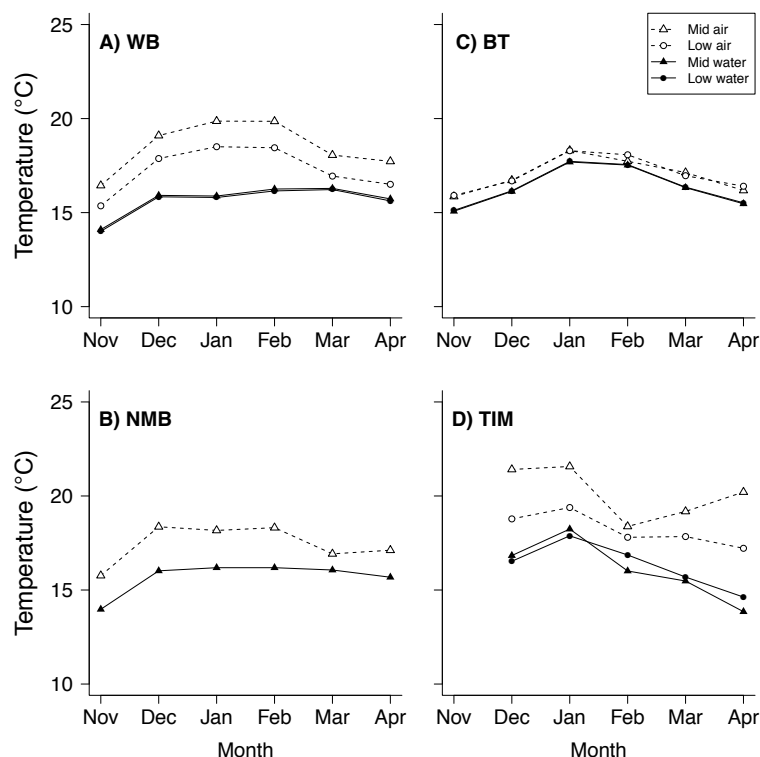 A) WB
Temperature (°C)
25
20
15
10
Nov Dec Jan Feb Mar Apr
C) BT
Mid air
Low air
Mid water
Low water
Nov Dec Jan Feb Mar Apr
B) NMB
Temperature (°C)
25
20
15
10
Nov Dec Jan Feb Mar Apr
Month
D) TIM
Nov Dec Jan Feb Mar Apr
Month